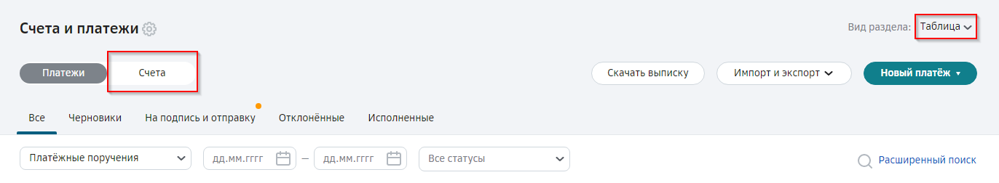 Счета и платежи
Вид раздела: Таблица
Платежи Счета Скачать выписку Импорт и экспорт Новый платёж
Все Черновики На подпись и отправку Отклонённые Исполненные
Платёжные поручения дд.мм.гггг — дд.мм.гггг Все статусы Расширенный поиск